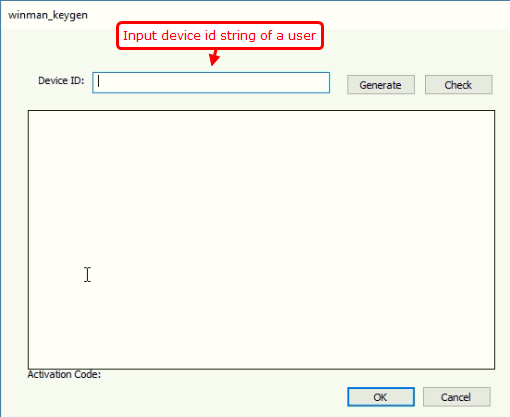 winman_keygen
Input device id string of a user
Device ID:
Generate
Check
Activation Code:
OK
Cancel